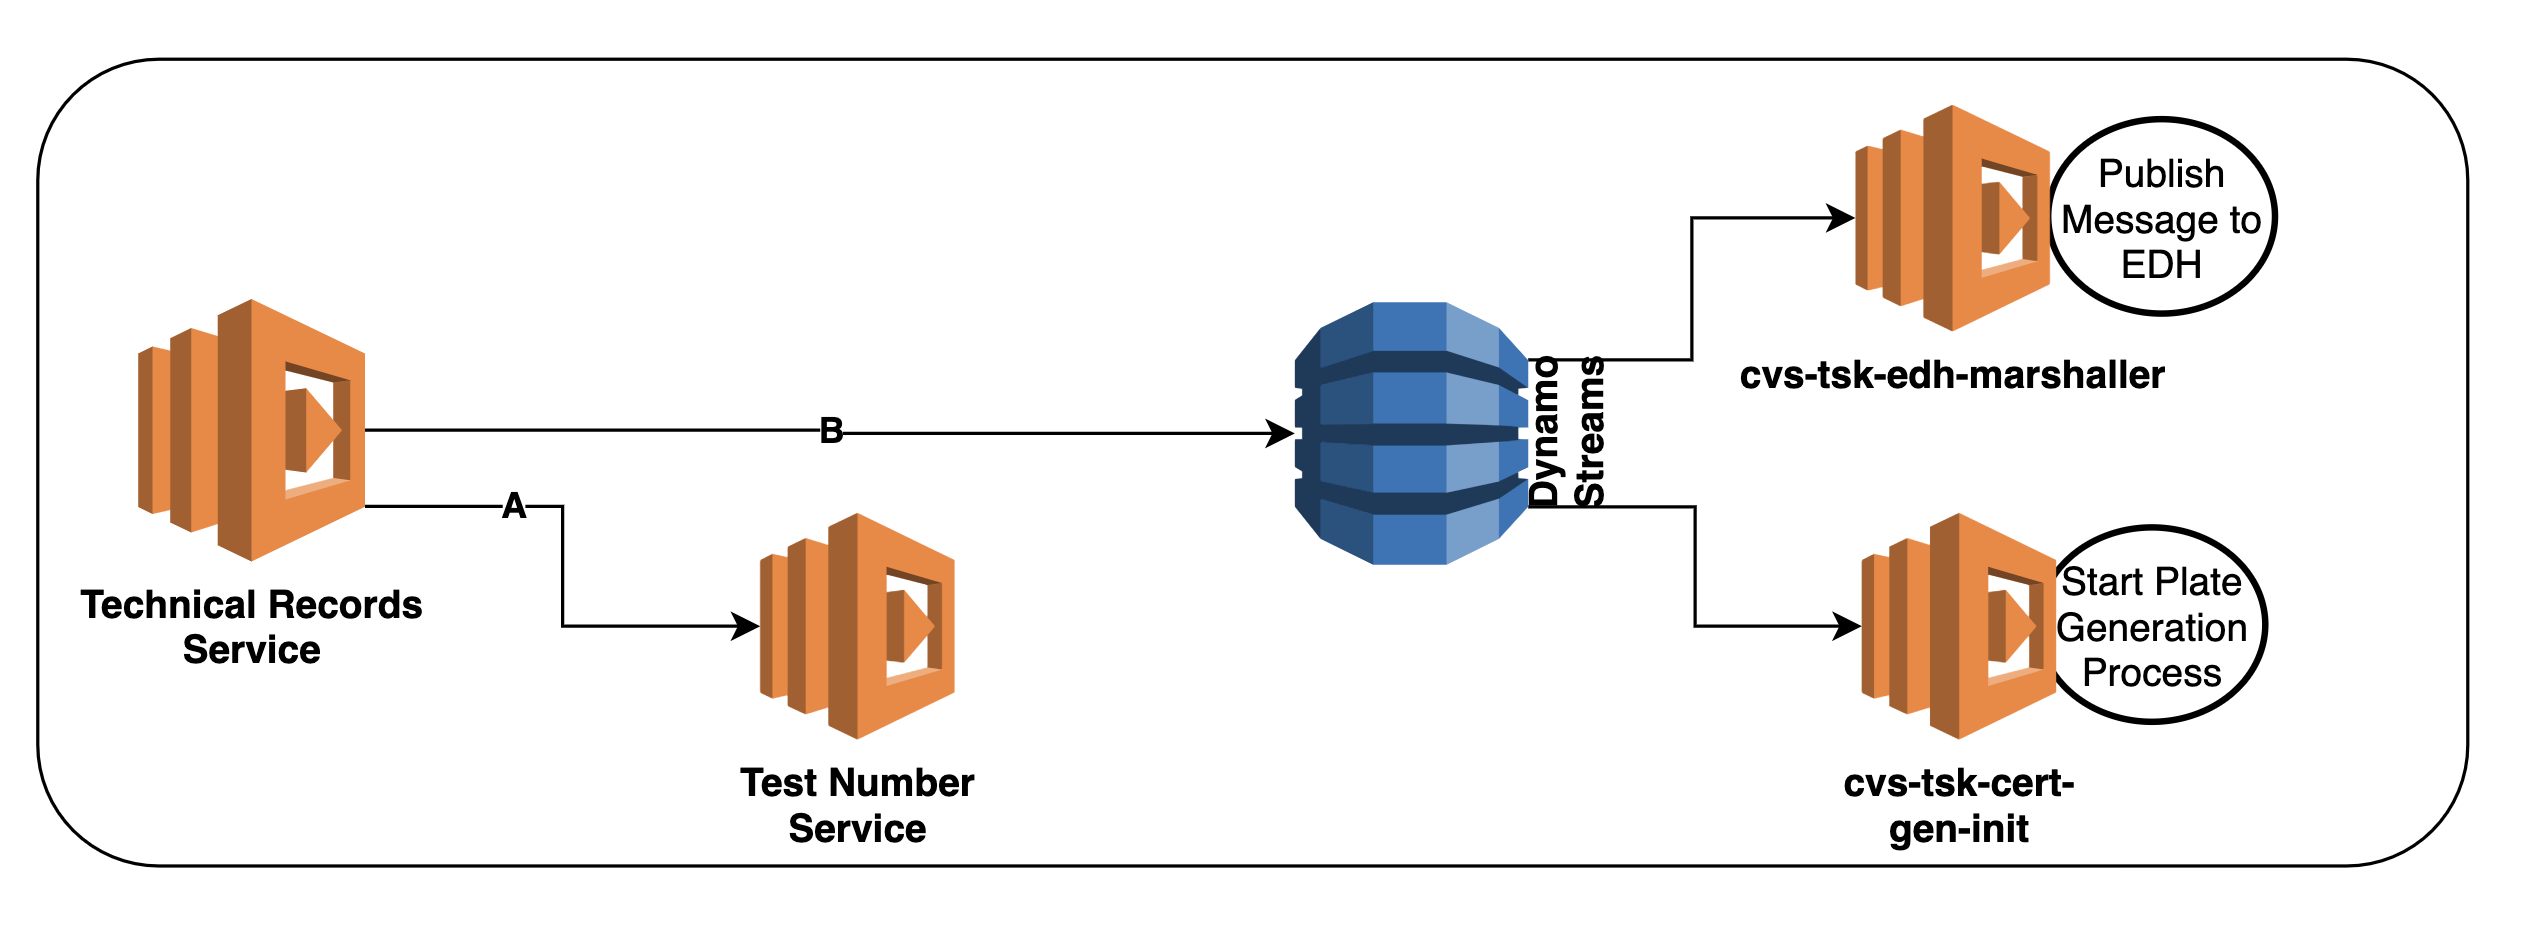 Publish
Message to
EDH
cvs-tsk-edh-marshaller
Dynamo
Streams
B
A
Technical Records
Service
Test Number
Service
Start Plate
Generation
Process
cvs-tsk-cert-
gen-init